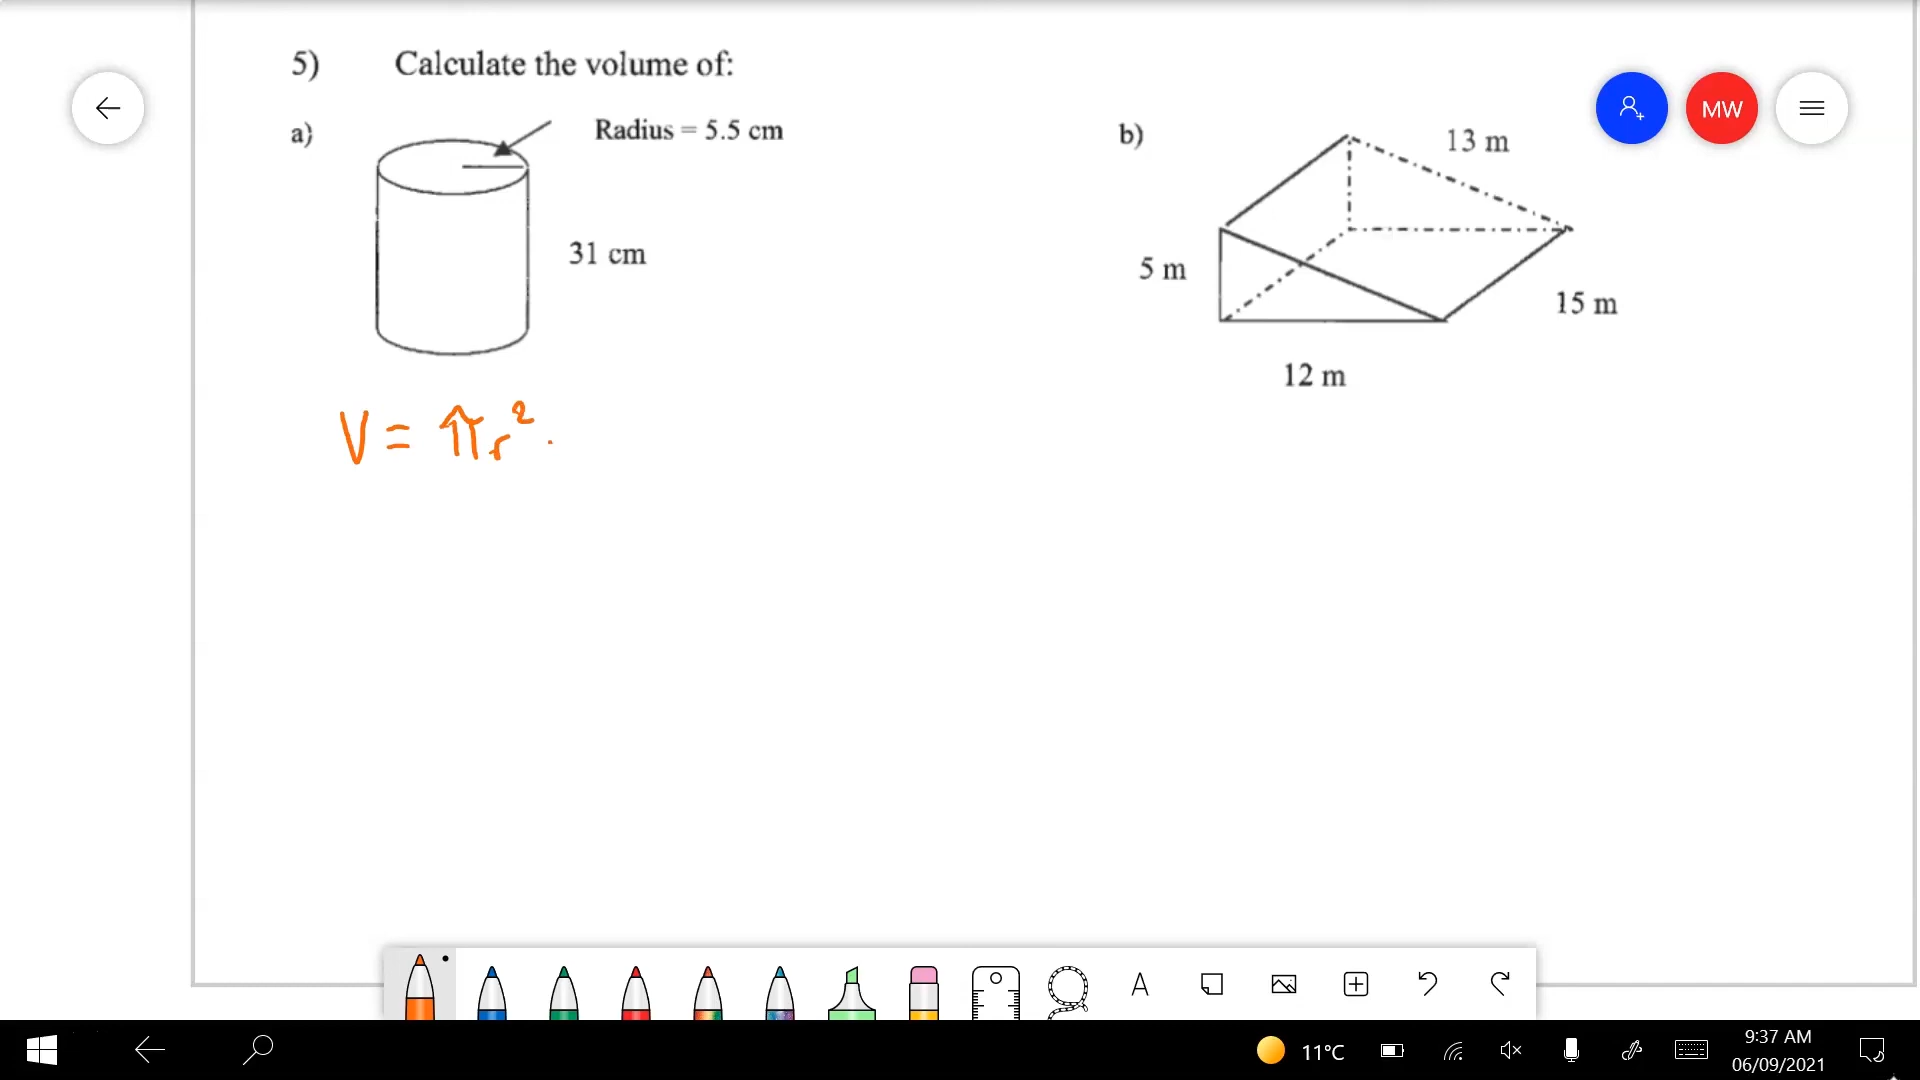 5) Calculate the volume of:
a) Radius = 5.5 cm
31 cm
b) 13 m
5 m
15 m
12 m
V = πr².
MW
A
11°C
9:37 AM
06/09/2021